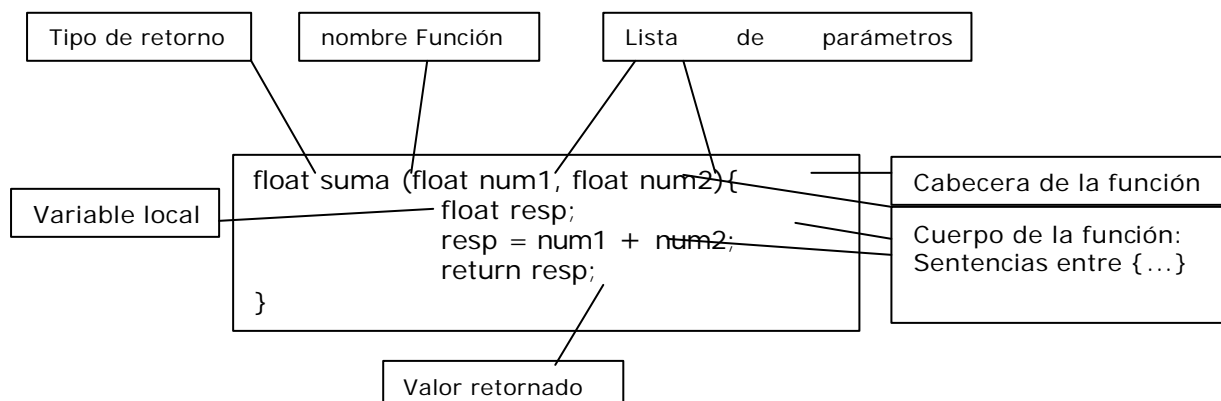 Tipo de retorno
nombre Función
Lista de parámetros
float suma (float num1, float num2){
Cabecera de la función
Variable local
float resp;
resp = num1 + num2;
return resp;
}
Cuerpo de la función:
Sentencias entre {...}
Valor retornado